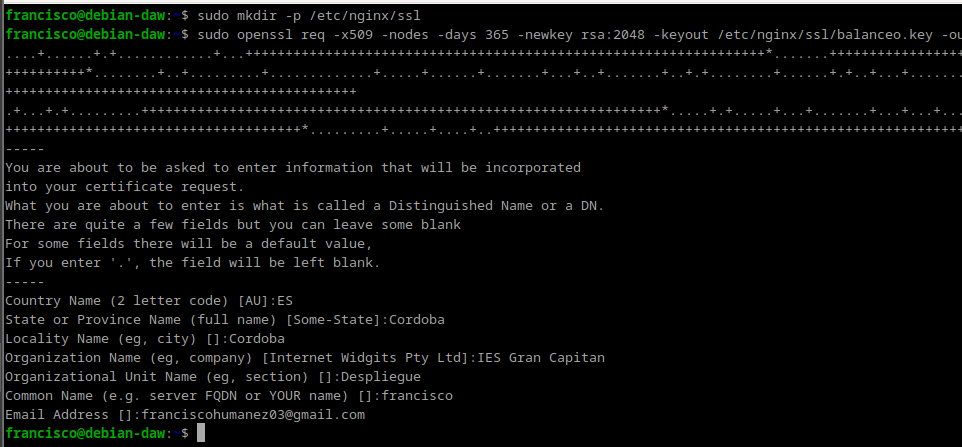 francisco@debian-daw:~$ sudo mkdir -p /etc/nginx/ssl
francisco@debian-daw:~$ sudo openssl req -x509 -nodes -days 365 -newkey rsa:2048 -keyout /etc/nginx/ssl/balanceo.key -ou
....+......+.+............+...+++++++++++++++++++++++++++++++++++++++++++++++++++++++++++++++++*.......+++++++++++++++++
++++++++++*........+..+.........+.............+......+......+.......+...+..+.......+..+.+........+......+.+..+...+......
++++++++++++++++++++++++++++++++++++++++++++
.+...+.+.........+++++++++++++++++++++++++++++++++++++++++++++++++++++++++++++++++*.....+.+.....+...+.......+...+...+...
+++++++++++++++++++++++++++++++++++++*.........+.....+....+..+++++++++++++++++++++++++++++++++++++++++++++++++++++++++++
-----
You are about to be asked to enter information that will be incorporated
into your certificate request.
What you are about to enter is what is called a Distinguished Name or a DN.
There are quite a few fields but you can leave some blank
For some fields there will be a default value,
If you enter '.', the field will be left blank.
-----
Country Name (2 letter code) [AU]:ES
State or Province Name (full name) [Some-State]:Cordoba
Locality Name (eg, city) []:Cordoba
Organization Name (eg, company) [Internet Widgits Pty Ltd]:IES Gran Capitan
Organizational Unit Name (eg, section) []:Despliegue
Common Name (e.g. server FQDN or YOUR name) []:francisco
Email Address []:franciscohumanez03@gmail.com
francisco@debian-daw:~$